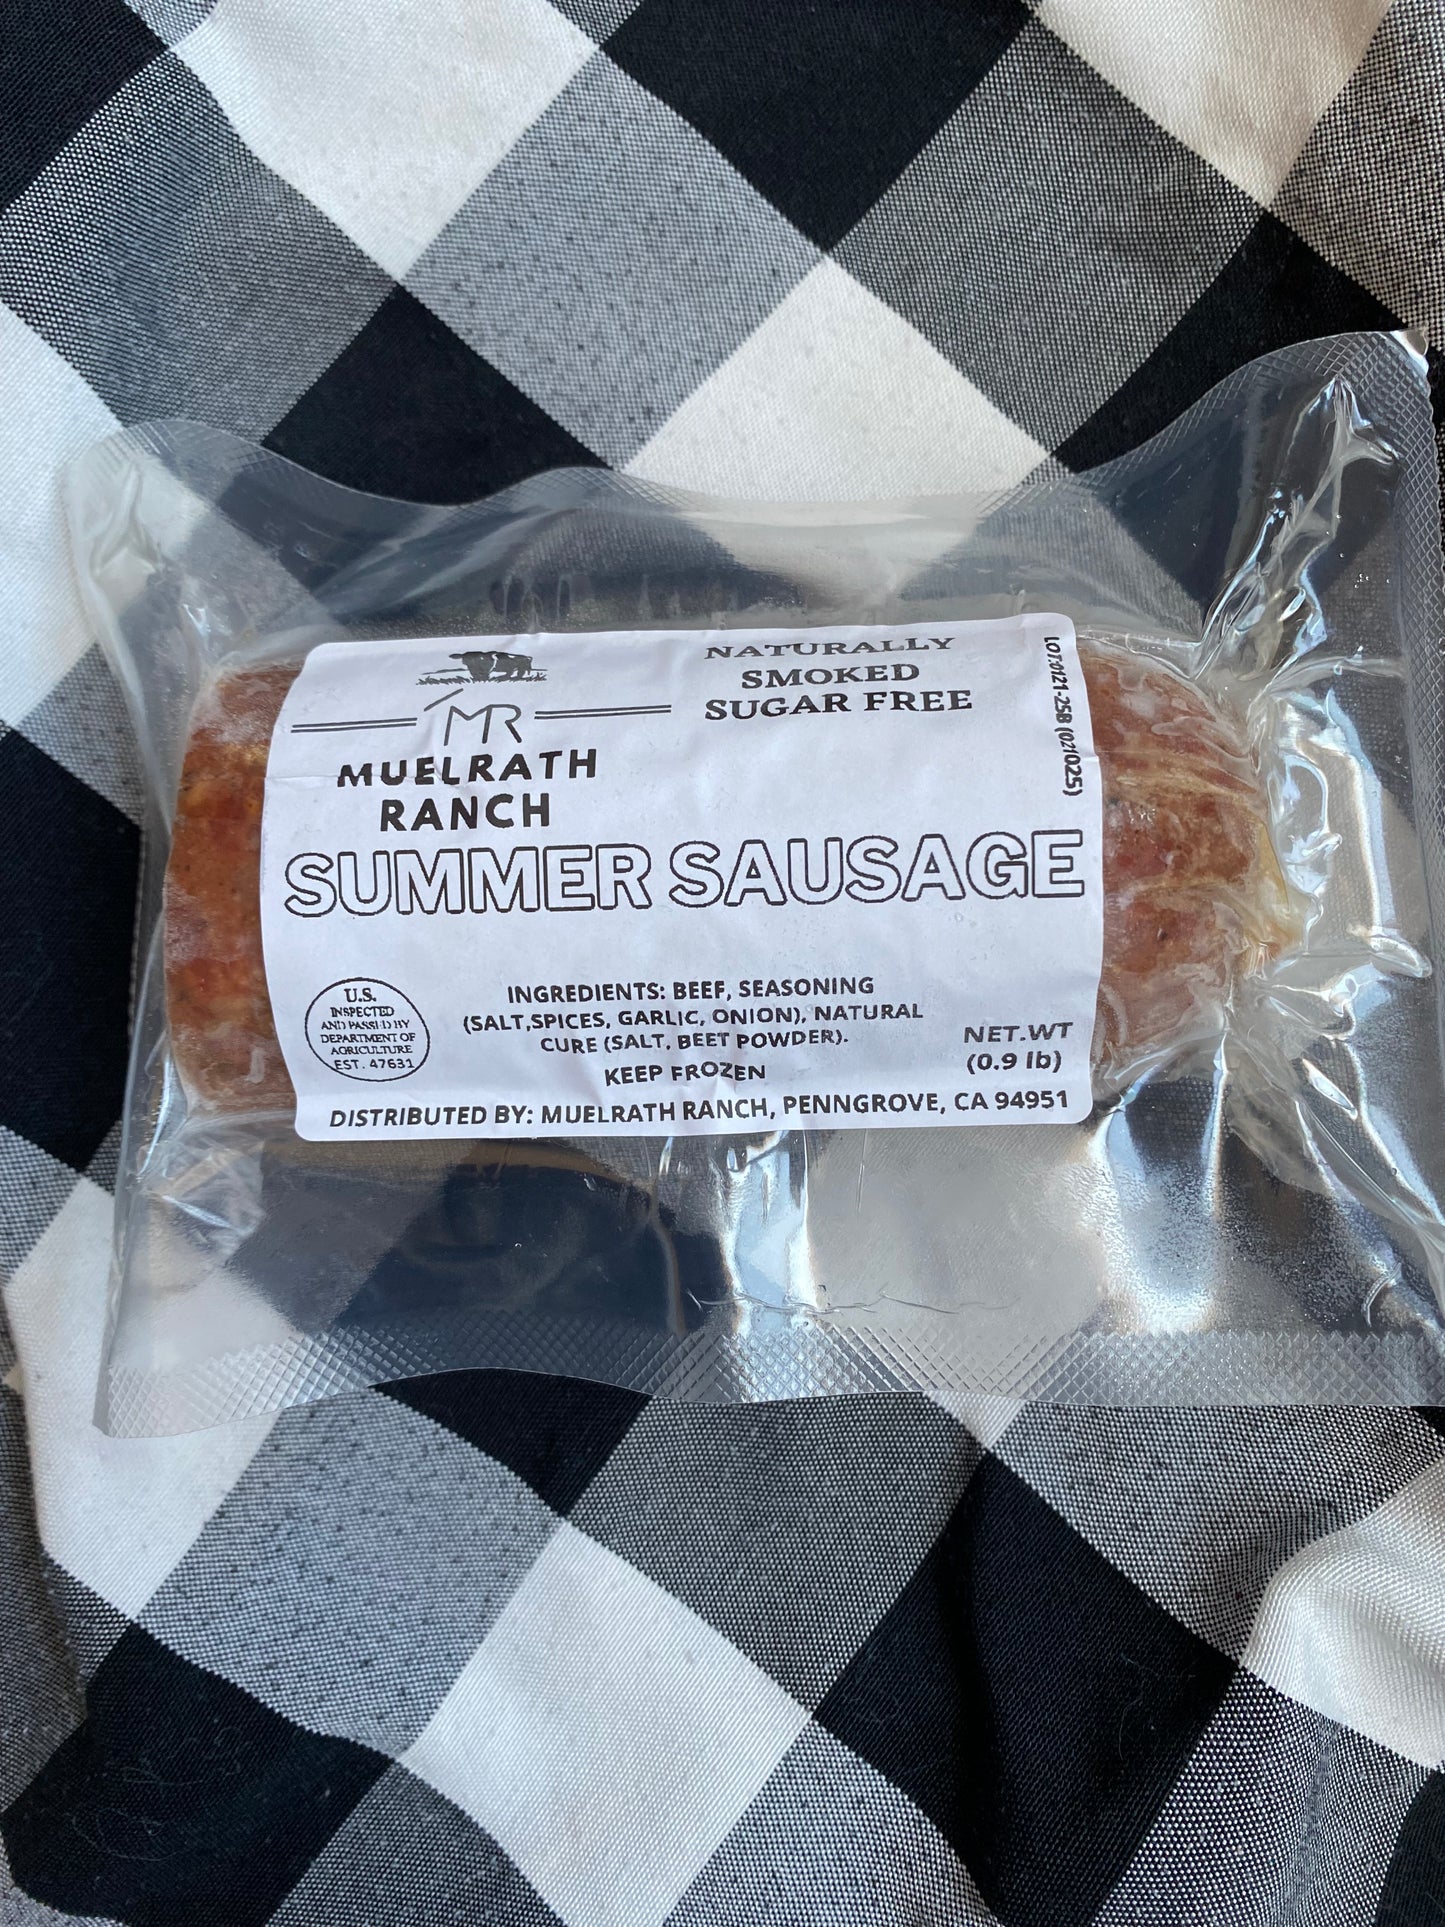 MR
MUELRATH
RANCH
NATURALLY
SMOKED
SUGAR FREE
SUMMER SAUSAGE
U.S.
INSPECTED
AND PASSED BY
DEPARTMENT OF
AGRICULTURE
EST. 47631
INGREDIENTS: BEEF, SEASONING
(SALT,SPICES, GARLIC, ONION), NATURAL
CURE (SALT, BEET POWDER).
KEEP FROZEN
NET.WT
(0.9 lb)
DISTRIBUTED BY: MUELRATH RANCH, PENNGROVE, CA 94951
LOT:0121-25B